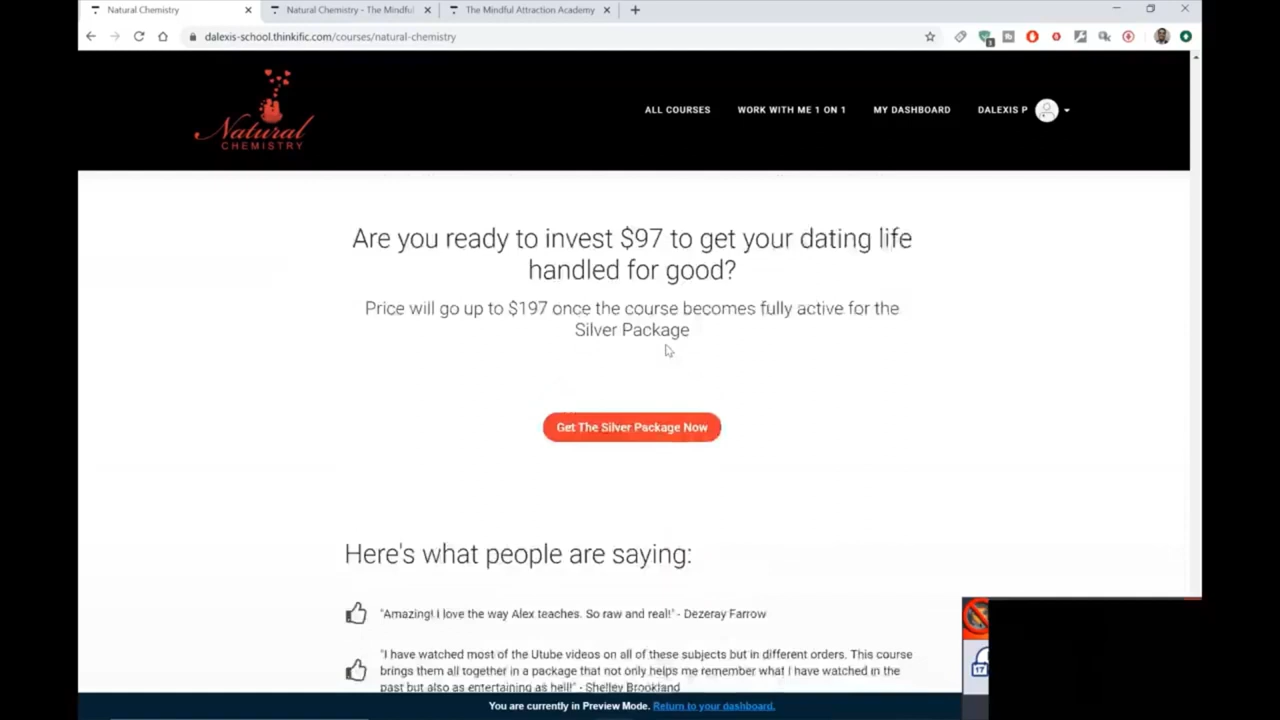 Natural Chemistry
Natural Chemistry - The Mindful
The Mindful Attraction Academy
dalexis-school.thinkific.com/courses/natural-chemistry
Natural
CHEMISTRY
ALL COURSES
WORK WITH ME 1 ON 1
MY DASHBOARD
DALEXIS P
Are you ready to invest $97 to get your dating life
handled for good?
Price will go up to $197 once the course becomes fully active for the
Silver Package
Get The Silver Package Now
Here's what people are saying:
"Amazing! I love the way Alex teaches. So raw and real!" - Dezeray Farrow
"I have watched most of the Utube videos on all of these subjects but in different orders. This course
brings them all together in a package that not only helps me remember what I have watched in the
past but also as entertaining as hell!" - Shelley Brookland
17
You are currently in Preview Mode. Return to your dashboard.